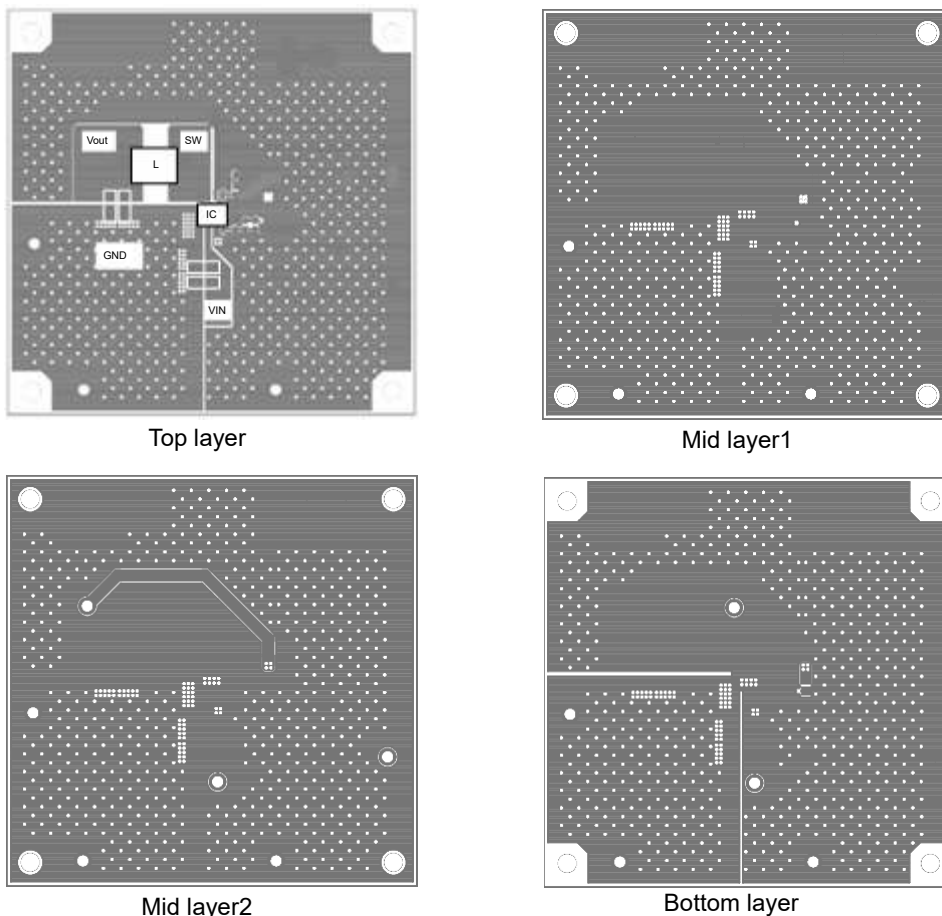 Vout
SW
L
IC
GND
VIN
Top layer
Mid layer1
Mid layer2
Bottom layer